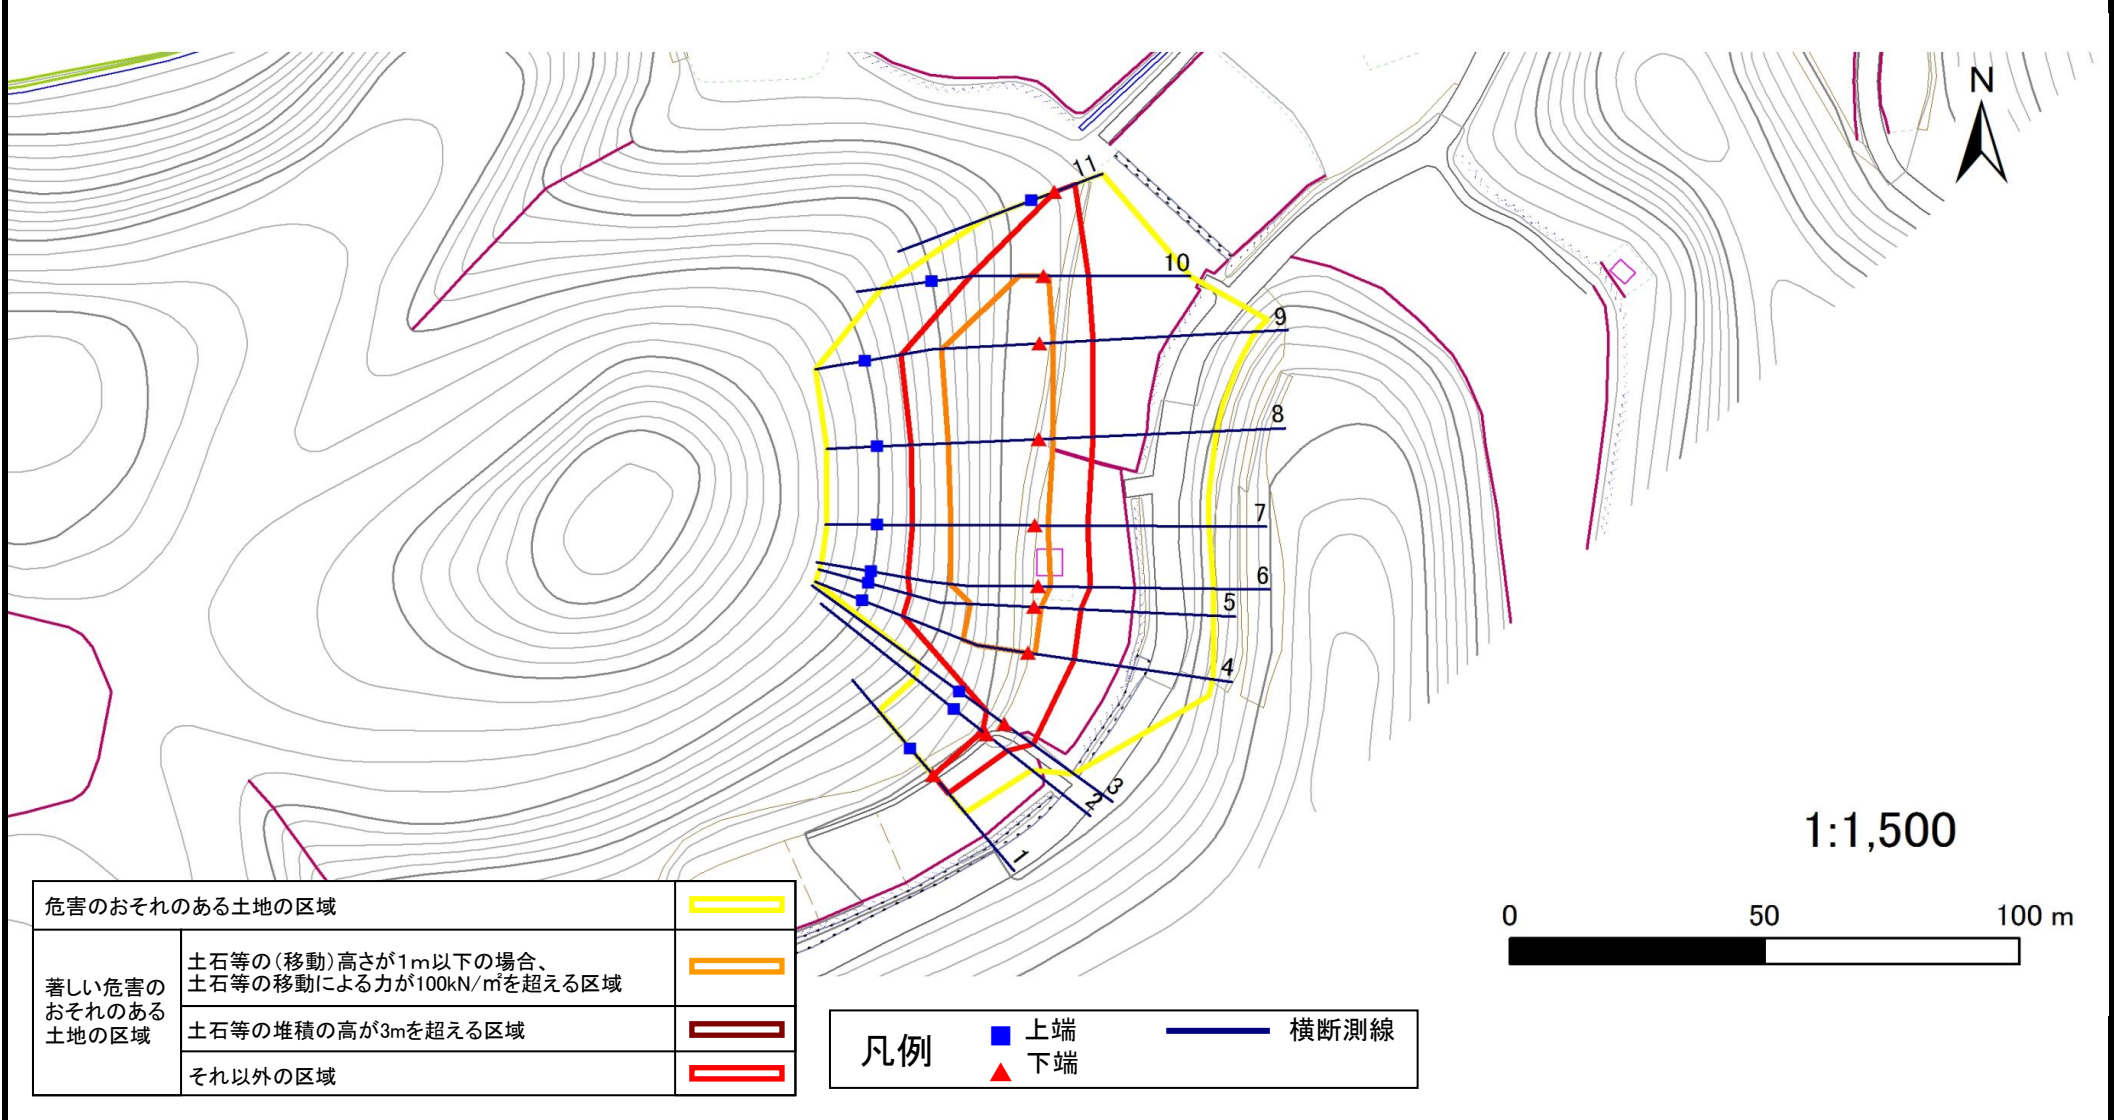 N
11
10
9
8
7
6
5
4
3
2
1
1:1,500
0 50 100 m
危害のおそれのある土地の区域
著しい危害の
おそれのある
土地の区域
土石等の(移動)高さが1m以下の場合、
土石等の移動による力が100kN/㎡を超える区域
土石等の堆積の高が3mを超える区域
それ以外の区域
凡例
上端
下端
横断測線